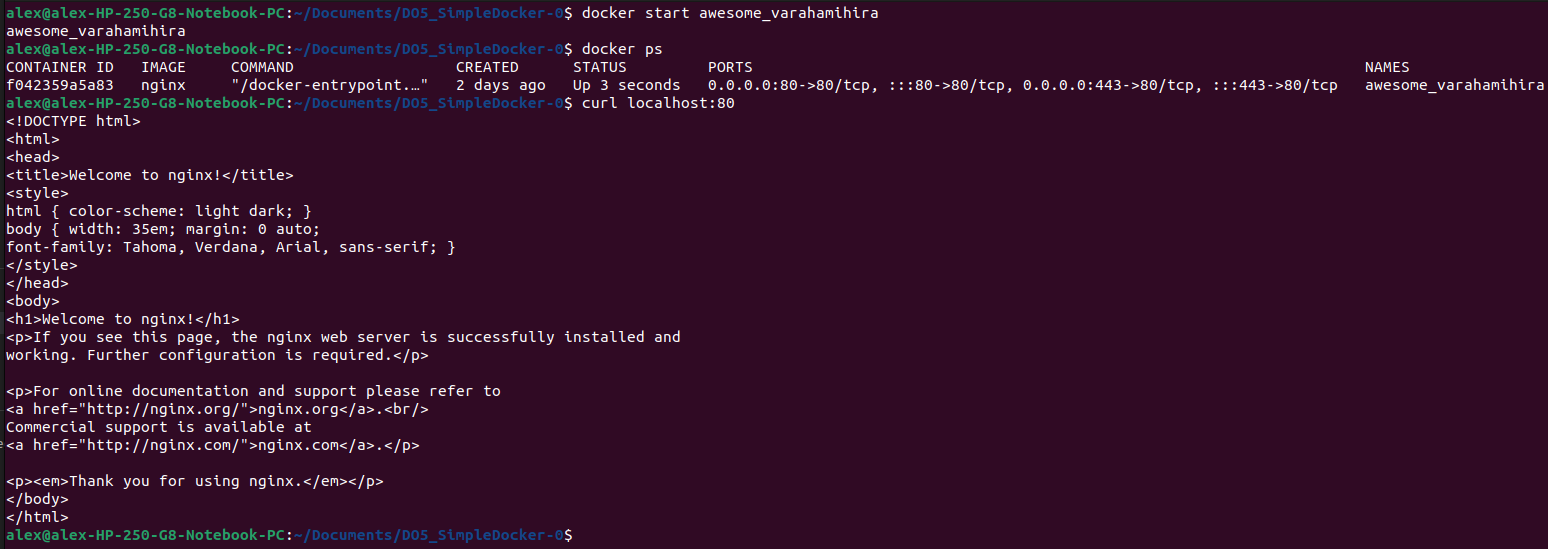 alex@alex-HP-250-G8-Notebook-PC:~/Documents/DO5_SimpleDocker-0$ docker start awesome_varahamihira
awesome_varahamihira
alex@alex-HP-250-G8-Notebook-PC:~/Documents/DO5_SimpleDocker-0$ docker ps
CONTAINER ID   IMAGE     COMMAND                  CREATED      STATUS         PORTS                                                                  NAMES
f042359a5a83   nginx     "/docker-entrypoint.…"   2 days ago   Up 3 seconds   0.0.0.0:80->80/tcp, :::80->80/tcp, 0.0.0.0:443->80/tcp, :::443->80/tcp   awesome_varahamihira
alex@alex-HP-250-G8-Notebook-PC:~/Documents/DO5_SimpleDocker-0$ curl localhost:80
<!DOCTYPE html>
<html>
<head>
<title>Welcome to nginx!</title>
<style>
html { color-scheme: light dark; }
body { width: 35em; margin: 0 auto;
font-family: Tahoma, Verdana, Arial, sans-serif; }
</style>
</head>
<body>
<h1>Welcome to nginx!</h1>
<p>If you see this page, the nginx web server is successfully installed and
working. Further configuration is required.</p>

<p>For online documentation and support please refer to
<a href="http://nginx.org/">nginx.org</a>.<br/>
Commercial support is available at
<a href="http://nginx.com/">nginx.com</a>.</p>

<p><em>Thank you for using nginx.</em></p>
</body>
</html>
alex@alex-HP-250-G8-Notebook-PC:~/Documents/DO5_SimpleDocker-0$